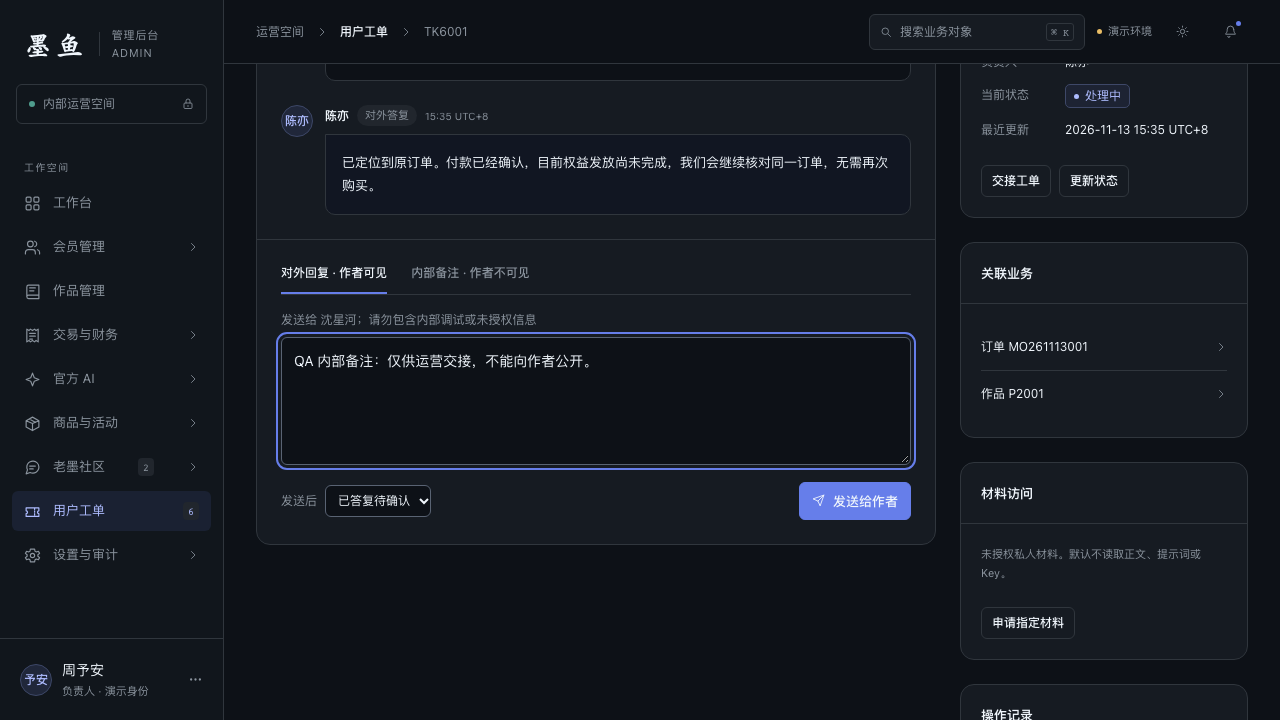 墨鱼
管理后台
ADMIN
内部运营空间
工作空间
工作台
会员管理
作品管理
交易与财务
官方 AI
商品与活动
老墨社区
2
用户工单
6
设置与审计
予安
周予安
负责人 · 演示身份
运营空间
用户工单
TK6001
搜索业务对象
⌘ K
演示环境
陈亦
陈亦
对外答复
15:35 UTC+8
已定位到原订单。付款已经确认，目前权益发放尚未完成，我们会继续核对同一订单，无需再次
购买。
对外回复 · 作者可见
内部备注 · 作者不可见
发送给 沈星河；请勿包含内部调试或未授权信息
QA 内部备注：仅供运营交接，不能向作者公开。
发送后
已答复待确认
发送给作者
当前状态
处理中
最近更新
2026-11-13 15:35 UTC+8
交接工单
更新状态
关联业务
订单 MO261113001
作品 P2001
材料访问
未授权私人材料。默认不读取正文、提示词或
Key。
申请指定材料
操作记录